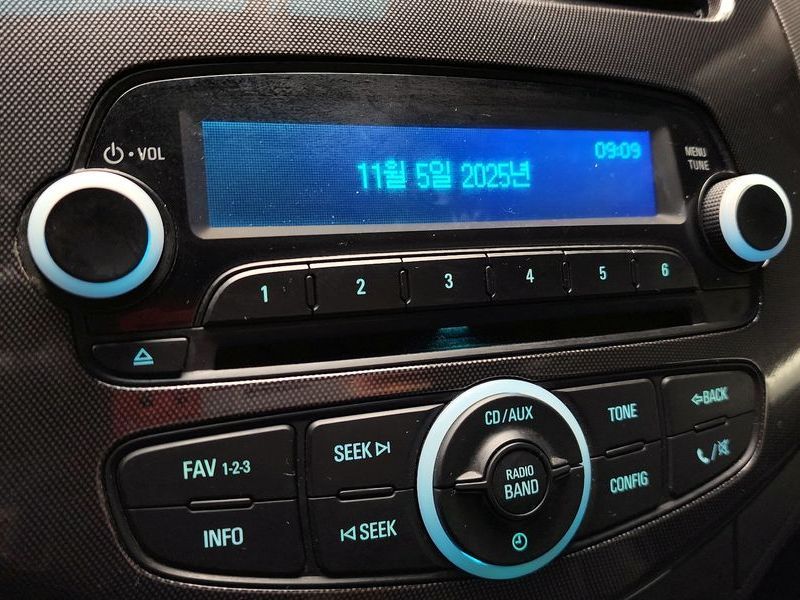 09:09
11월 5일 2025년
VOL
MENU
TUNE
1 2 3 4 5 6
CD/AUX
TONE
BACK
FAV 1-2-3
SEEK
RADIO
BAND
CONFIG
INFO
SEEK